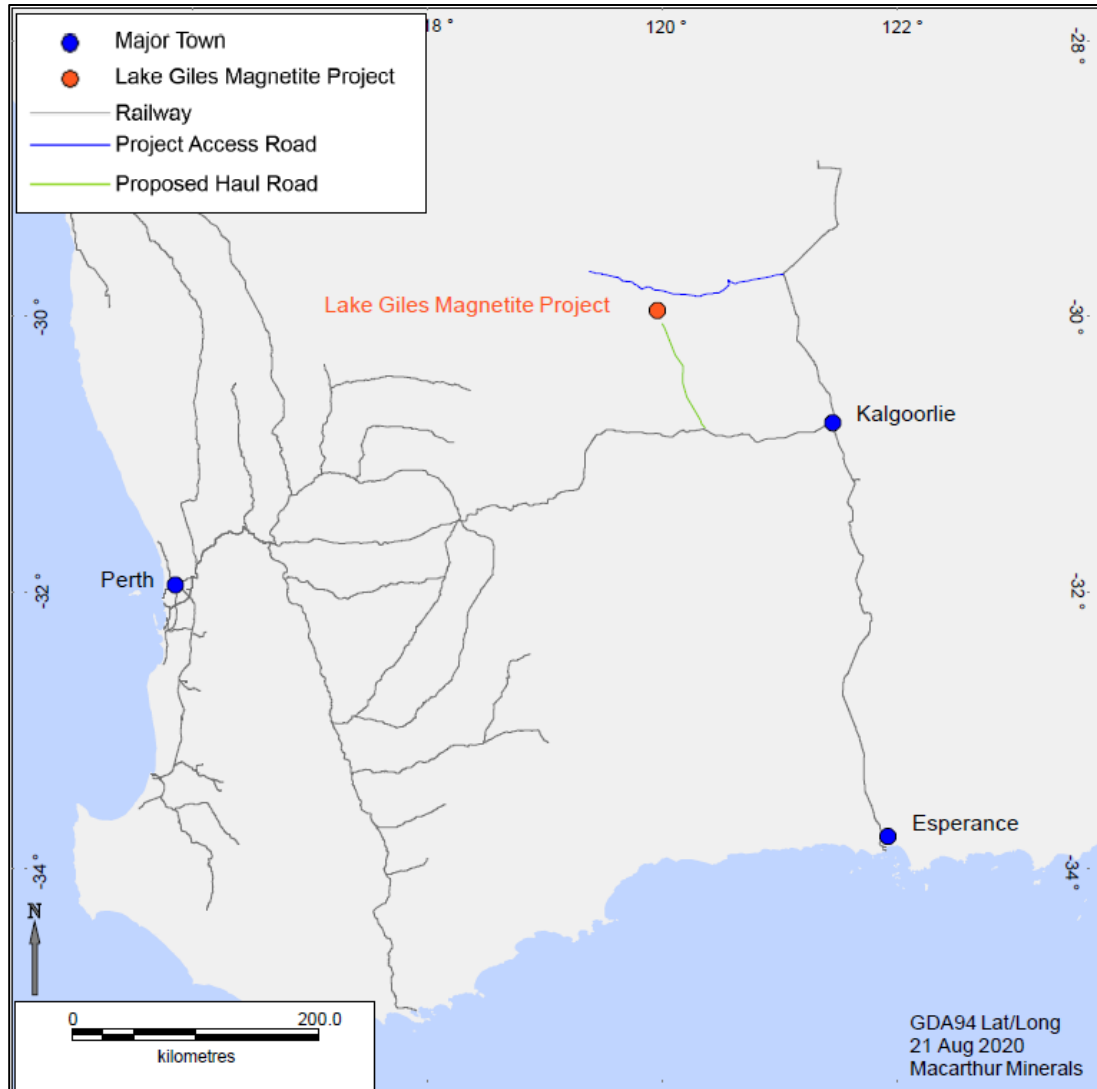 Major Town
Lake Giles Magnetite Project
Railway
Project Access Road
Proposed Haul Road
18 °
120 °
122 °
-28 °
Lake Giles Magnetite Project
-30 °
-30 °
Kalgoorlie
Perth
-32 °
-32 °
Esperance
-34 °
-34 °
N
0 200.0
kilometres
GDA94 Lat/Long
21 Aug 2020
Macarthur Minerals